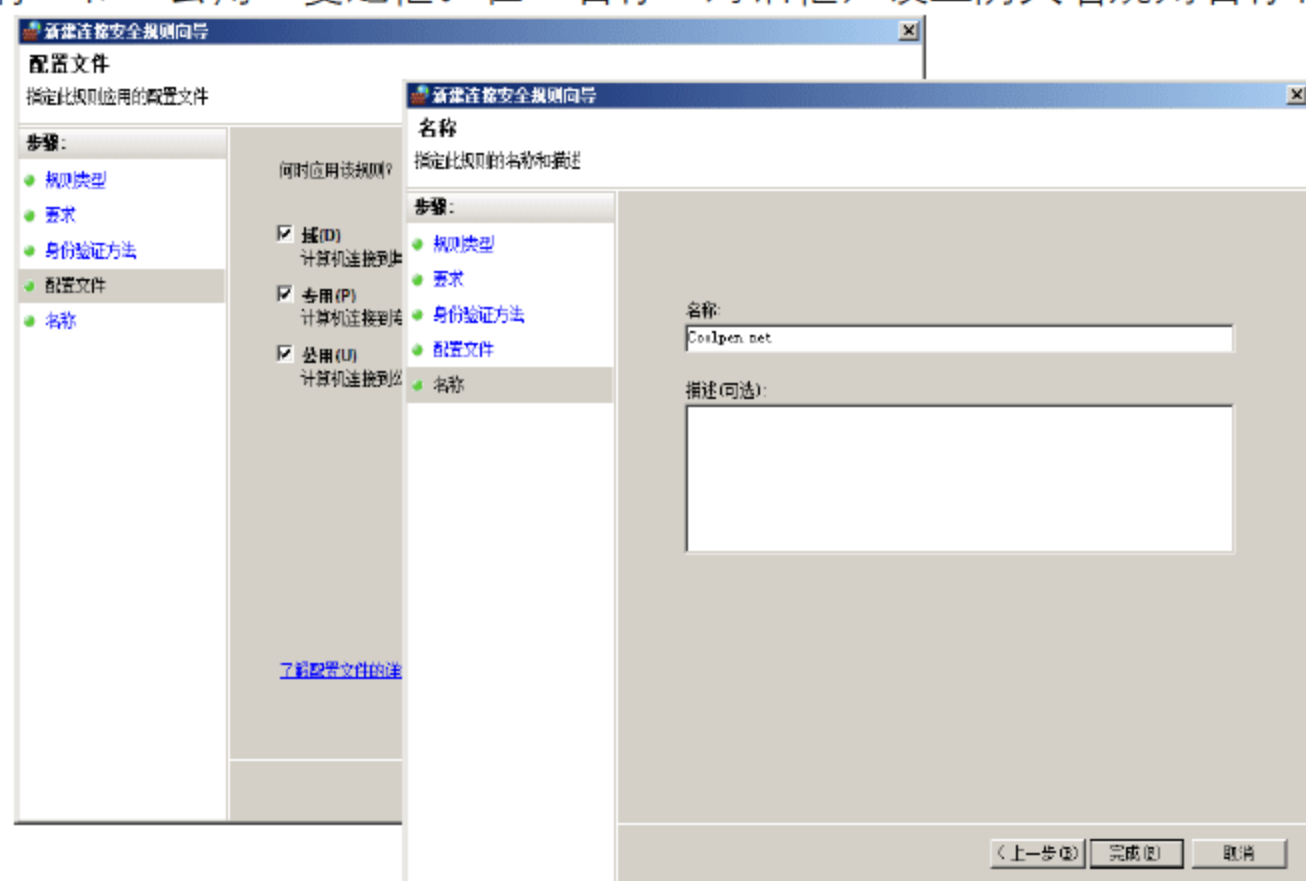 新建连接安全规则向导
配置文件
指定此规则应用的配置文件
步骤:
规则类型
要求
身份验证方法
配置文件
名称
何时应用该规则?
域(D)
计算机连接到
专用(P)
计算机连接到
公用(U)
计算机连接到
了解配置文件的详
新建连接安全规则向导
名称
指定此规则的名称和描述
步骤:
规则类型
要求
身份验证方法
配置文件
名称
名称:
Coolpen net
描述(可选):
<上一步(B)
完成(F)
取消